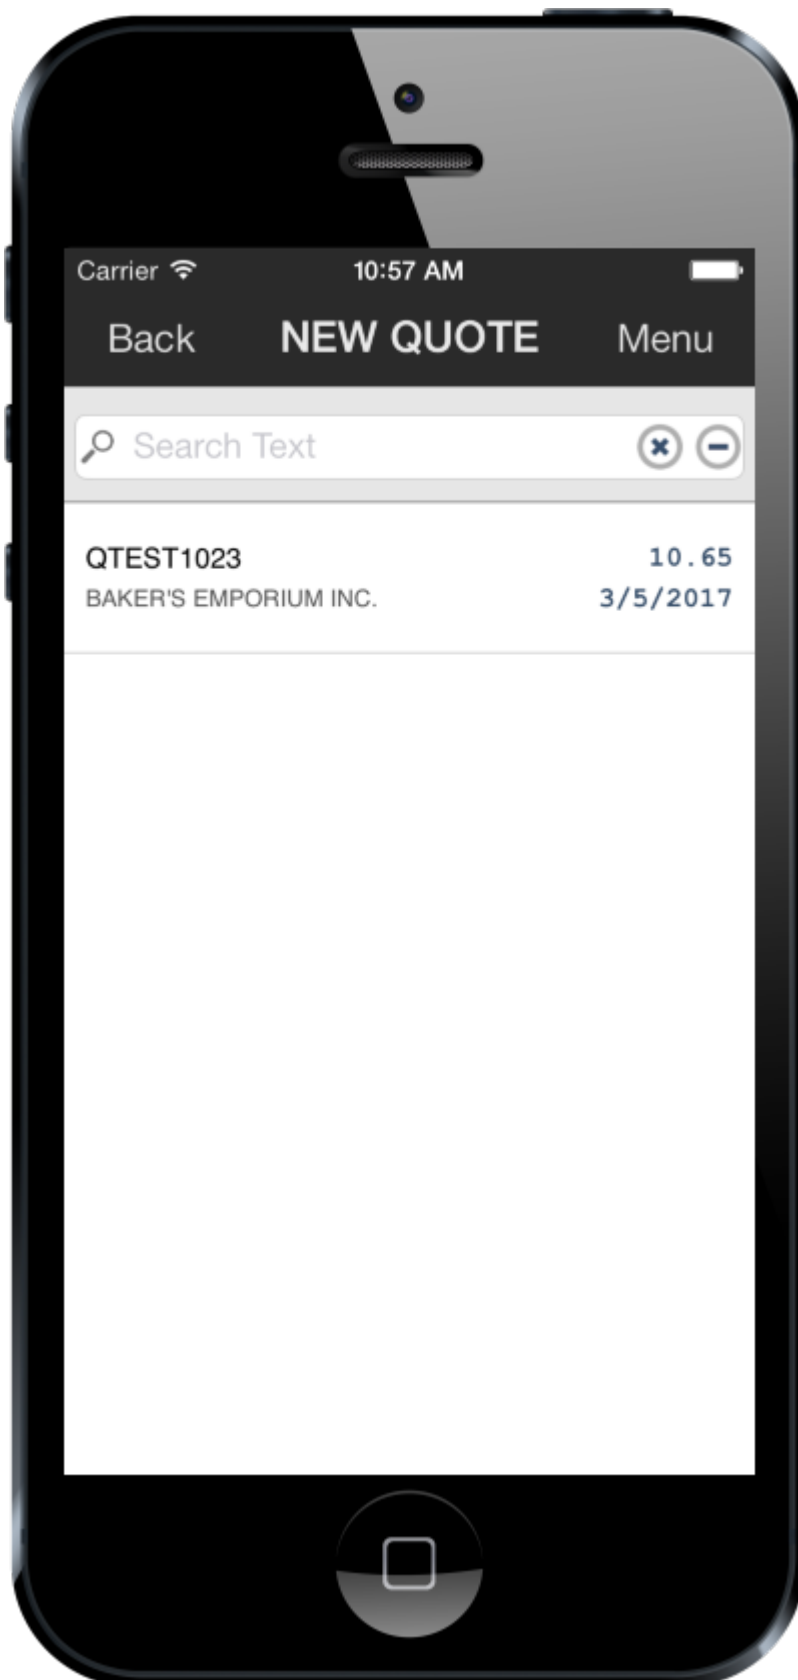 Carrier 10:57 AM
Back NEW QUOTE Menu
Search Text
QTEST1023 10.65
BAKER'S EMPORIUM INC. 3/5/2017